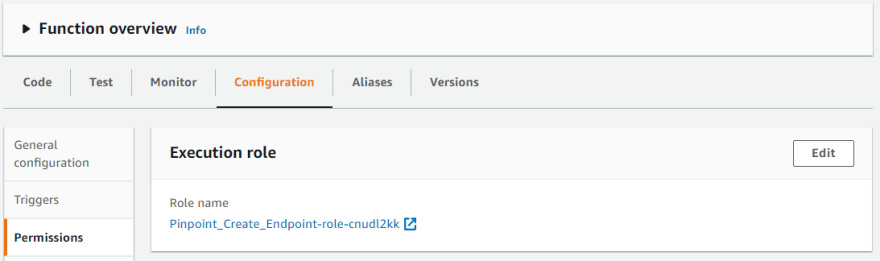 Function overview Info
Code Test Monitor Configuration Aliases Versions
General
configuration
Triggers
Permissions
Execution role
Edit
Role name
Pinpoint_Create_Endpoint-role-cnudl2kk